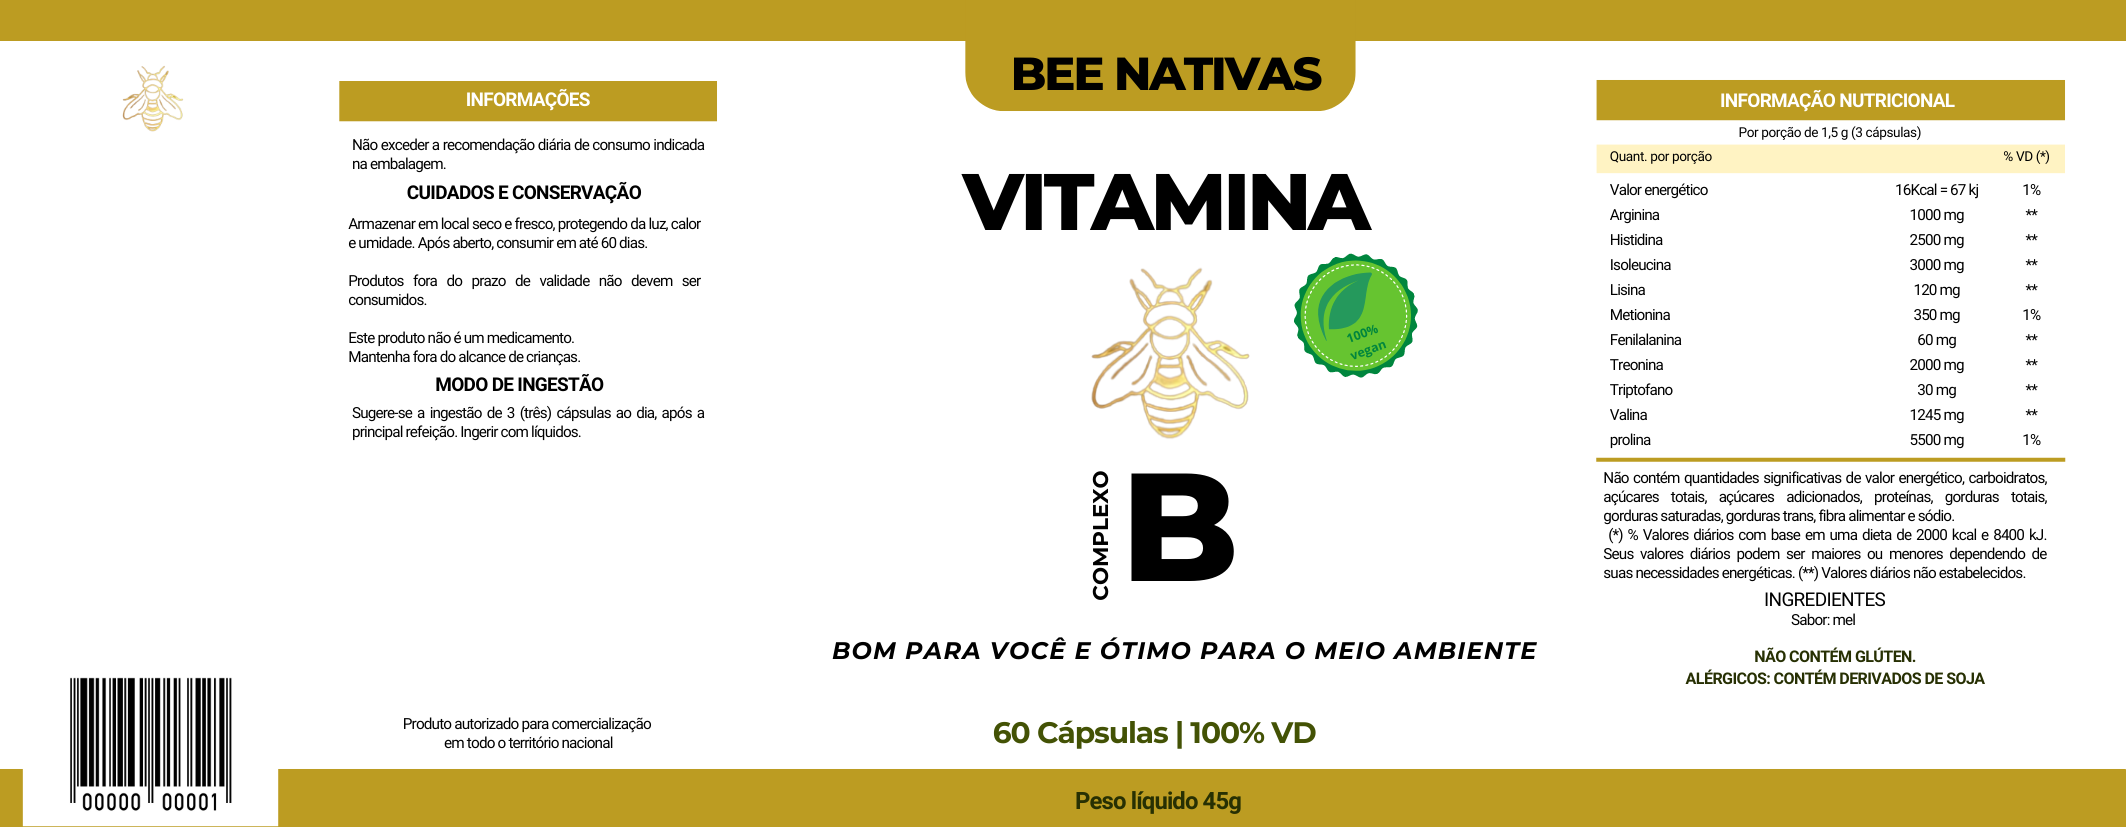 INFORMAÇÕES
Não exceder a recomendação diária de consumo indicada
na embalagem.
CUIDADOS E CONSERVAÇÃO
Armazenar em local seco e fresco, protegendo da luz, calor
e umidade. Após aberto, consumir em até 60 dias.
Produtos fora do prazo de validade não devem ser
consumidos.
Este produto não é um medicamento.
Mantenha fora do alcance de crianças.
MODO DE INGESTÃO
Sugere-se a ingestão de 3 (três) cápsulas ao dia, após a
principal refeição. Ingerir com líquidos.
Produto autorizado para comercialização
em todo o território nacional
00000 00001
BEE NATIVAS
VITAMINA
100%
vegan
COMPLEXO
B
BOM PARA VOCÊ E ÓTIMO PARA O MEIO AMBIENTE
60 Cápsulas | 100% VD
Peso líquido 45g
INFORMAÇÃO NUTRICIONAL
Por porção de 1,5 g (3 cápsulas)
Quant. por porção % VD (*)
Valor energético 16Kcal = 67 kj 1%
Arginina 1000 mg **
Histidina 2500 mg **
Isoleucina 3000 mg **
Lisina 120 mg **
Metionina 350 mg 1%
Fenilalanina 60 mg **
Treonina 2000 mg **
Triptofano 30 mg **
Valina 1245 mg **
prolina 5500 mg 1%
Não contém quantidades significativas de valor energético, carboidratos,
açúcares totais, açúcares adicionados, proteínas, gorduras totais,
gorduras saturadas, gorduras trans, fibra alimentar e sódio.
(*) % Valores diários com base em uma dieta de 2000 kcal e 8400 kJ.
Seus valores diários podem ser maiores ou menores dependendo de
suas necessidades energéticas. (**) Valores diários não estabelecidos.
INGREDIENTES
Sabor: mel
NÃO CONTÉM GLÚTEN.
ALÉRGICOS: CONTÉM DERIVADOS DE SOJA